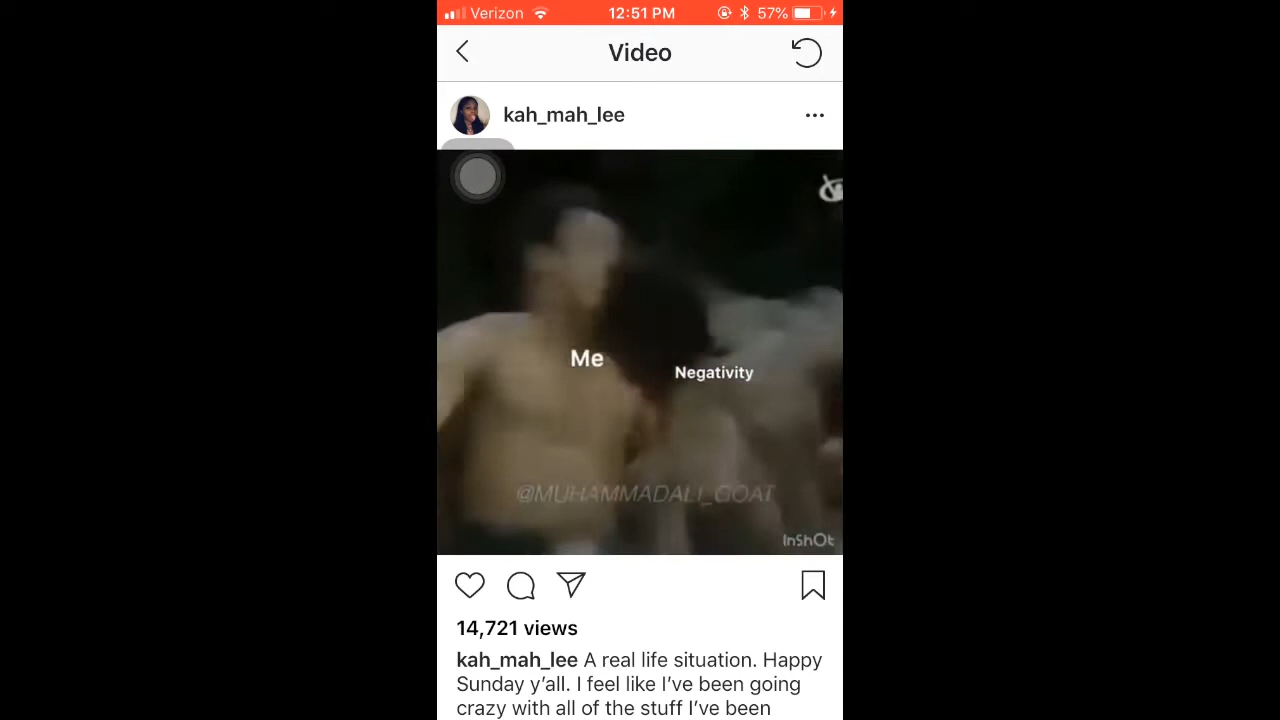 Verizon 12:51 PM 57%
Video
kah_mah_lee
Me
Negativity
@MUHAMMADALI_GOAT
InShOt
14,721 views
kah_mah_lee A real life situation. Happy
Sunday y’all. I feel like I’ve been going
crazy with all of the stuff I’ve been